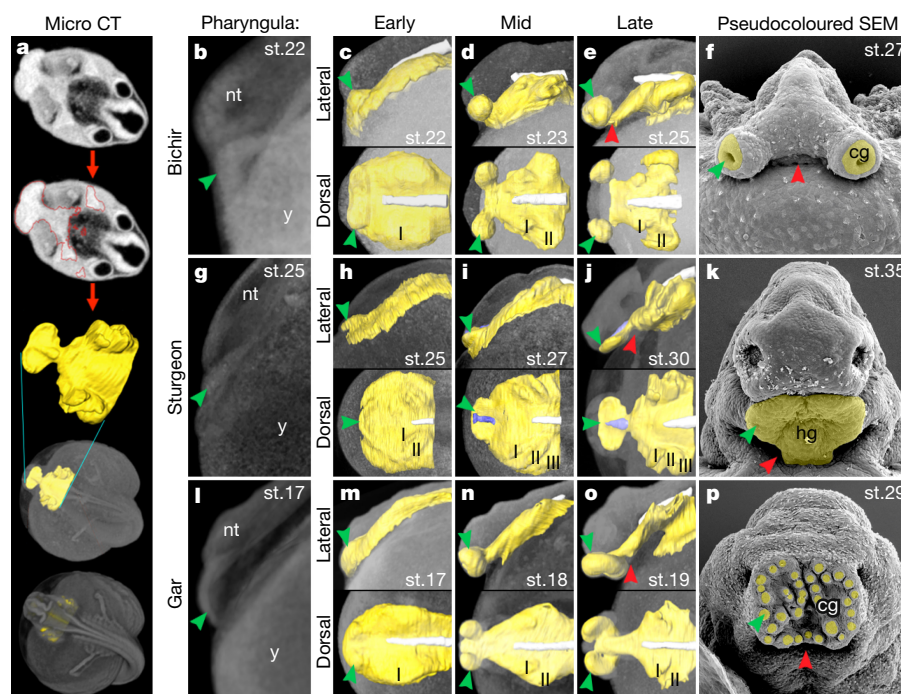 Micro CT Pharyngula: Early Mid Late Pseudocoloured SEM
a
Bichir
b st.22
nt
y
Lateral
Dorsal
c
st.22
I
d
st.23
I II
e
st.25
I II
f st.27
cg
Sturgeon
g st.25
nt
y
Lateral
Dorsal
h
st.25
I II
i
st.27
I II III
j
st.30
I II III
k st.35
hg
Gar
l st.17
nt
y
Lateral
Dorsal
m
st.17
I
n
st.18
I II
o
st.19
I II
p st.29
cg